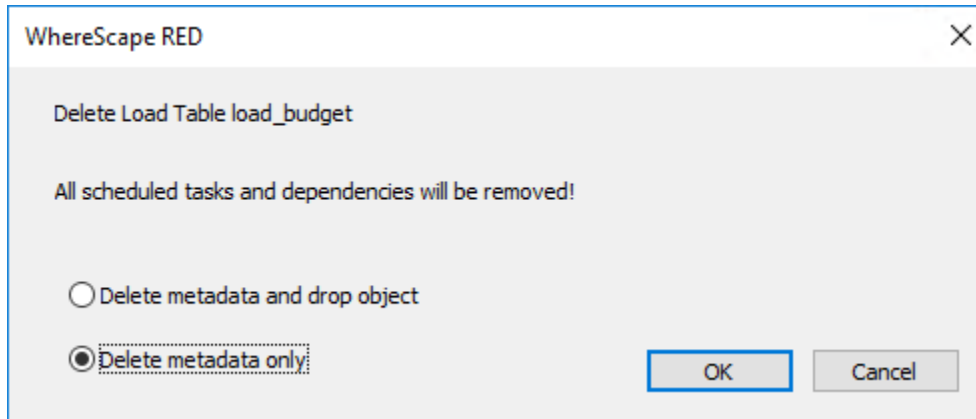 WhereScape RED
Delete Load Table load_budget
All scheduled tasks and dependencies will be removed!
Delete metadata and drop object
Delete metadata only
OK
Cancel